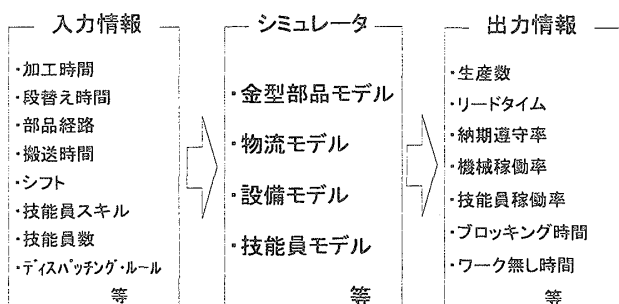 入力情報
・加工時間
・段替え時間
・部品経路
・搬送時間
・シフト
・技能員スキル
・技能員数
・ディスパッチング・ルール
等
シミュレータ
・金型部品モデル
・物流モデル
・設備モデル
・技能員モデル
等
出力情報
・生産数
・リードタイム
・納期遵守率
・機械稼働率
・技能員稼働率
・ブロッキング時間
・ワーク無し時間
等